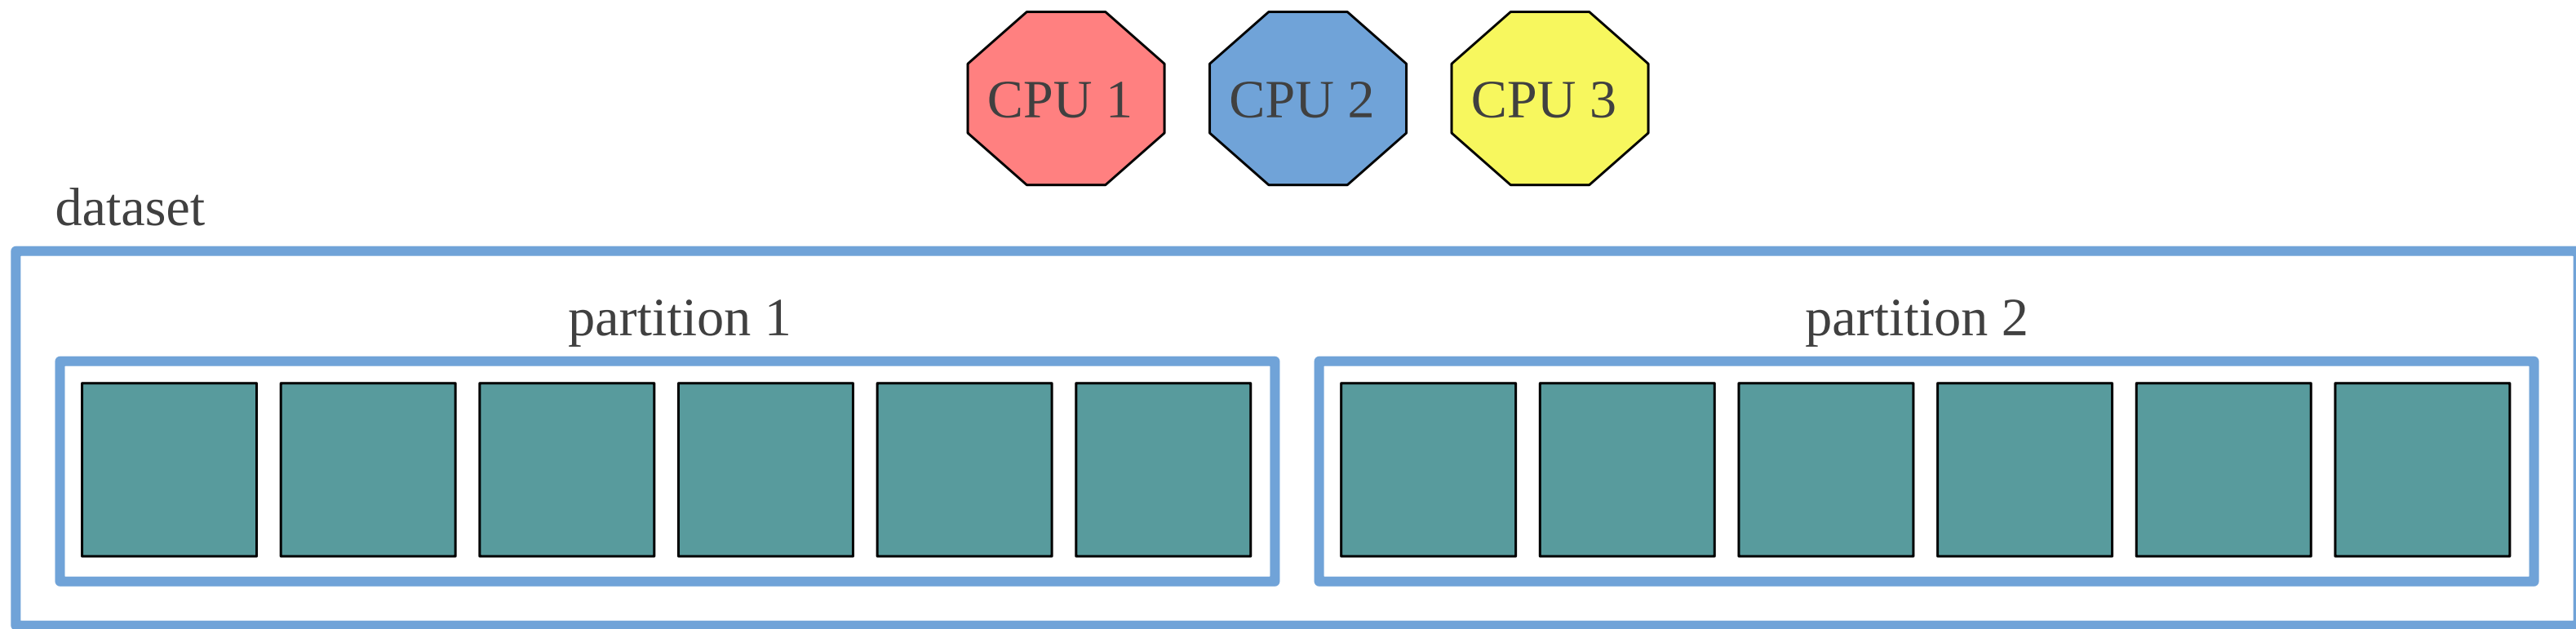 CPU 1 CPU 2 CPU 3
dataset
partition 1 partition 2